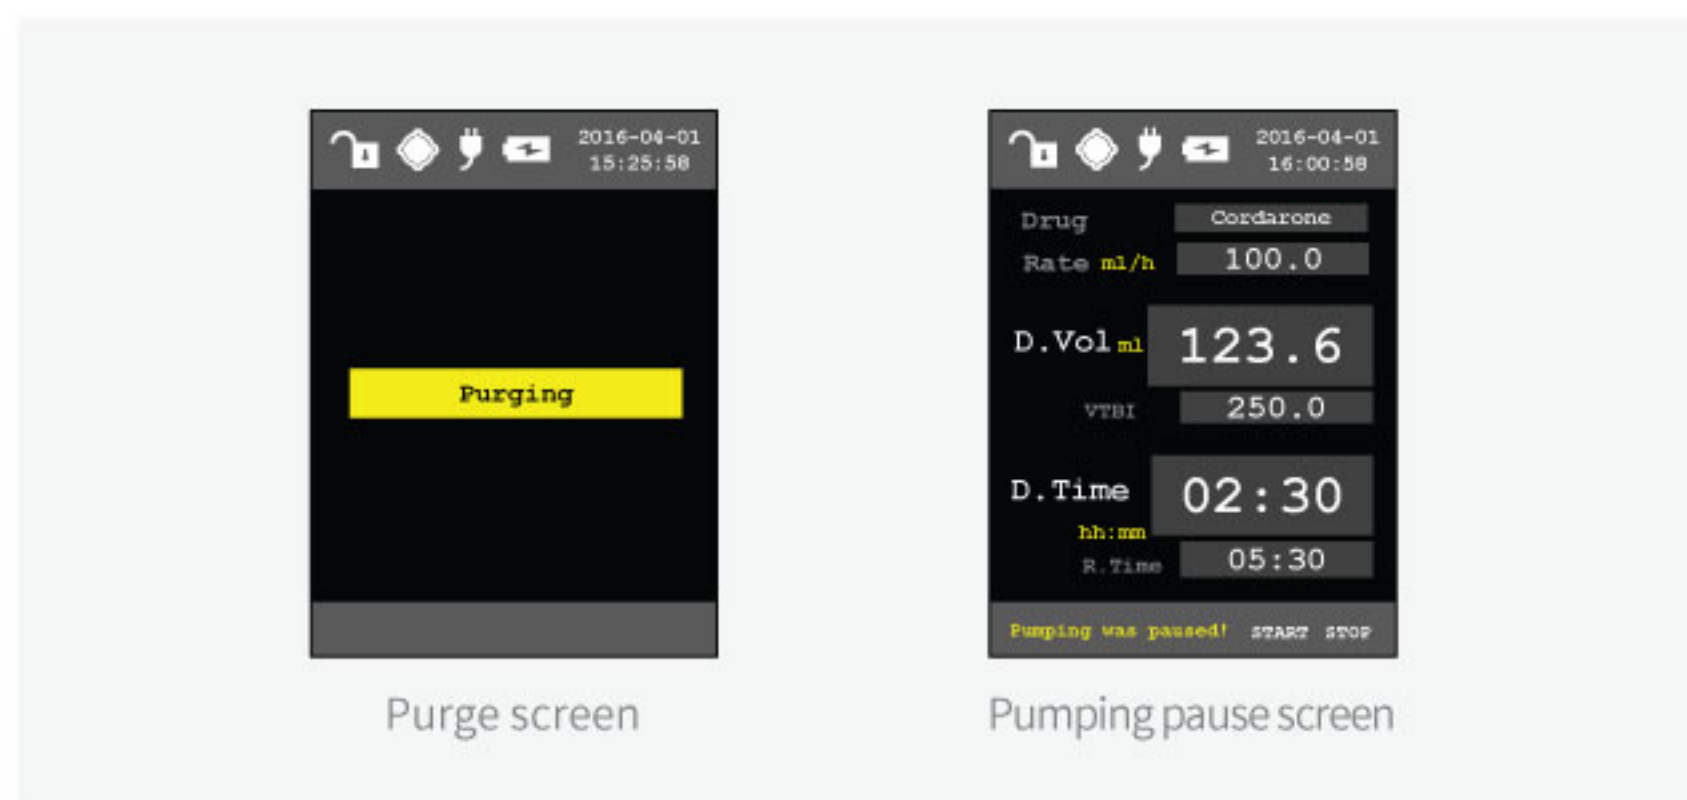 2016-04-01
15:25:58
Purging
Purge screen
2016-04-01
16:00:58
Drug Cordarone
Rate ml/h 100.0
D.Vol ml 123.6
VTBI 250.0
D.Time 02:30
hh:mm
R.Time 05:30
Pumping was paused! START STOP
Pumping pause screen